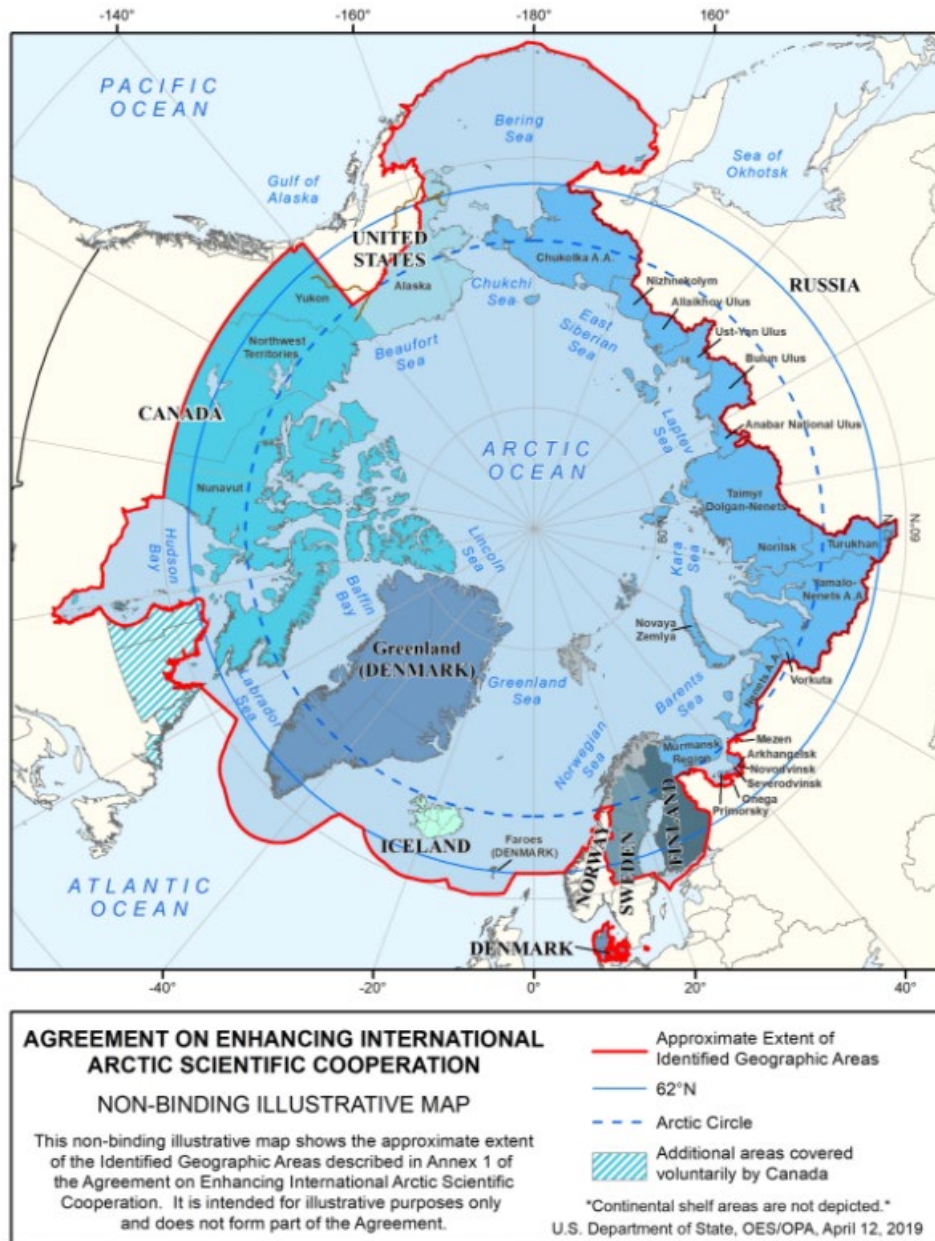 -140°
-160°
-180°
160°
140°
PACIFIC
OCEAN
Bering
Sea
Sea of
Okhotsk
Gulf of
Alaska
UNITED
STATES
Chukotka A.A.
RUSSIA
Yukon
Alaska
Chukchi
Sea
Nizhnekolym
Allaikhov Ulus
Ust-Yan Ulus
Bulun Ulus
Northwest
Territories
Beaufort
Sea
East
Siberian
Sea
CANADA
Laptev
Sea
Anabar National Ulus
ARCTIC
OCEAN
Nunavut
Taimyr
Dolgan-Nenets
Hudson
Bay
Lincoln
Sea
Kara
Sea
80°N
60°N
Norilsk
Turukhan
Baffin
Bay
Yamalo-
Nenets A.A.
Novaya
Zemlya
Greenland
(DENMARK)
Nenets A.A.
Vorkuta
Labrador
Sea
Greenland
Sea
Barents
Sea
Norwegian
Sea
Murmansk
Region
Mezen
Arkhangelsk
Novodvinsk
Severodvinsk
Onega
Primorsky
ICELAND
Faroes
(DENMARK)
NORWAY
SWEDEN
FINLAND
ATLANTIC
OCEAN
DENMARK
-40°
-20°
0°
20°
40°
AGREEMENT ON ENHANCING INTERNATIONAL
ARCTIC SCIENTIFIC COOPERATION
NON-BINDING ILLUSTRATIVE MAP
This non-binding illustrative map shows the approximate extent
of the Identified Geographic Areas described in Annex 1 of
the Agreement on Enhancing International Arctic Scientific
Cooperation. It is intended for illustrative purposes only
and does not form part of the Agreement.
Approximate Extent of
Identified Geographic Areas
62°N
Arctic Circle
Additional areas covered
voluntarily by Canada
*Continental shelf areas are not depicted.*
U.S. Department of State, OES/OPA, April 12, 2019